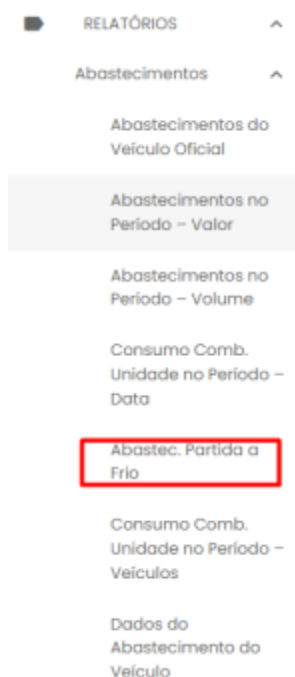 RELATÓRIOS
Abastecimentos
Abastecimentos do
Veículo Oficial
Abastecimentos no
Período – Valor
Abastecimentos no
Período – Volume
Consumo Comb.
Unidade no Período –
Data
Abastec. Partida a
Frio
Consumo Comb.
Unidade no Período –
Veículos
Dados do
Abastecimento do
Veículo